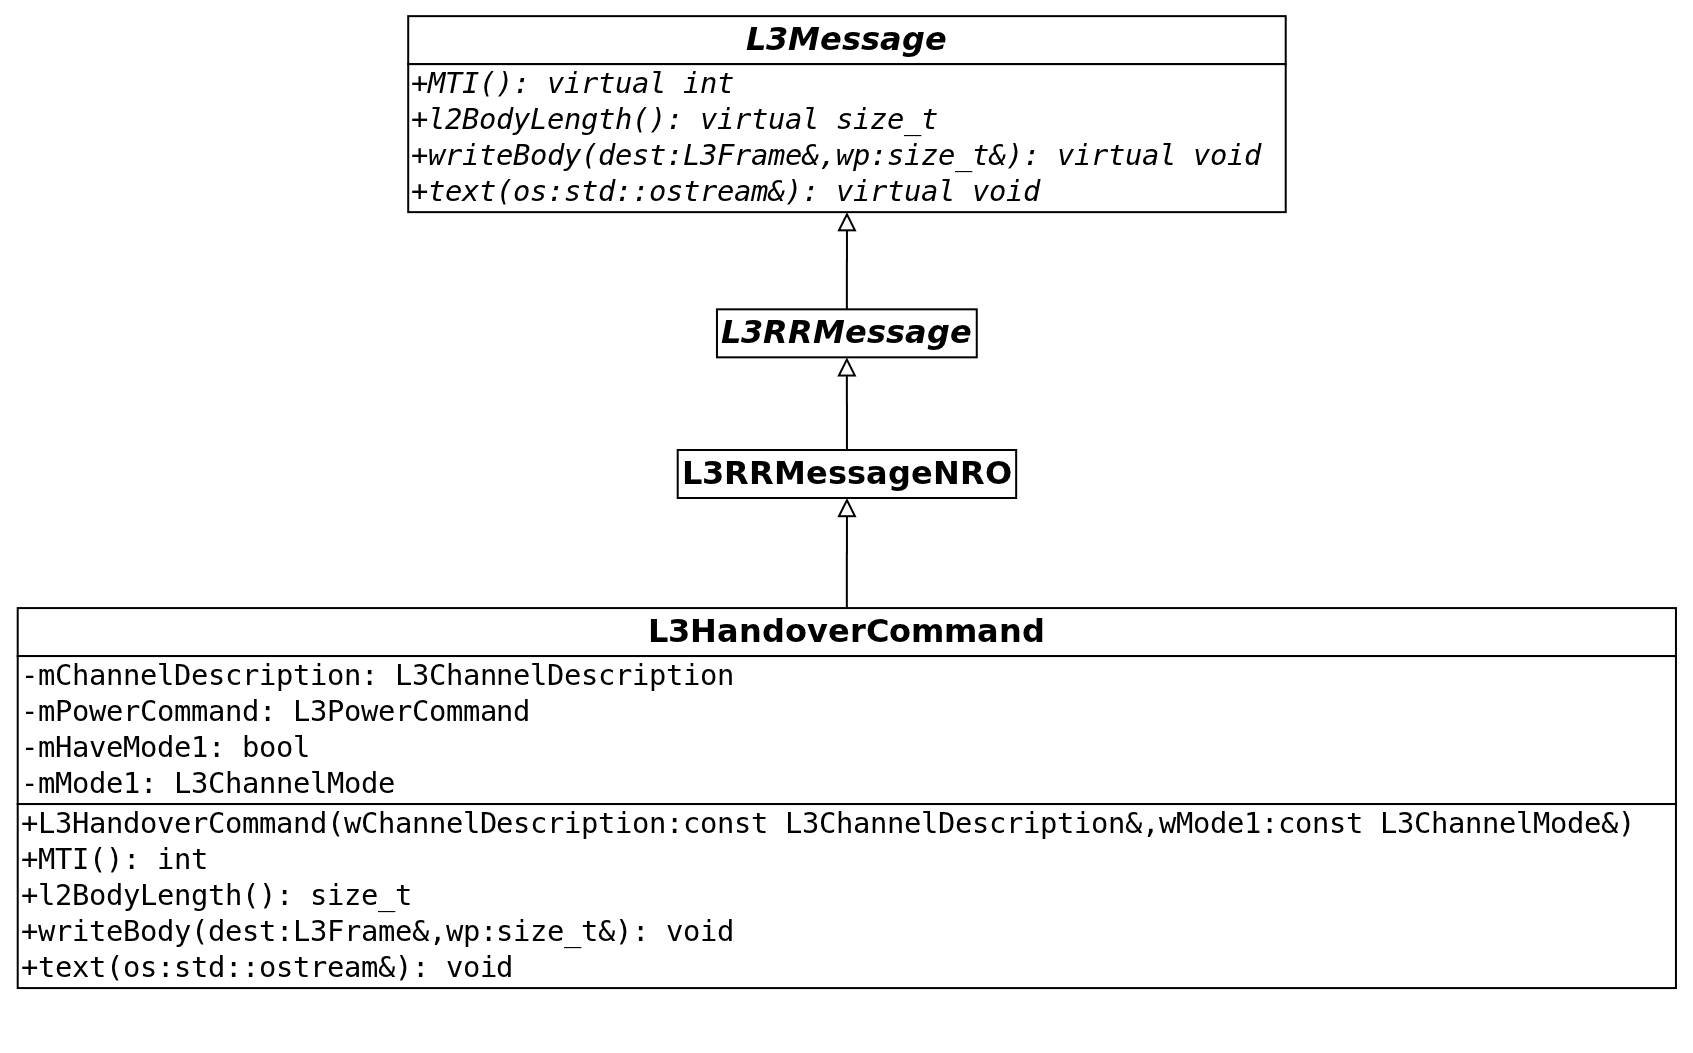 L3Message
+MTI(): virtual int
+l2BodyLength(): virtual size_t
+writeBody(dest:L3Frame&,wp:size_t&): virtual void
+text(os:std::ostream&): virtual void
L3RRMessage
L3RRMessageNRO
L3HandoverCommand
-mChannelDescription: L3ChannelDescription
-mPowerCommand: L3PowerCommand
-mHaveMode1: bool
-mMode1: L3ChannelMode
+L3HandoverCommand(wChannelDescription:const L3ChannelDescription&,wMode1:const L3ChannelMode&)
+MTI(): int
+l2BodyLength(): size_t
+writeBody(dest:L3Frame&,wp:size_t&): void
+text(os:std::ostream&): void